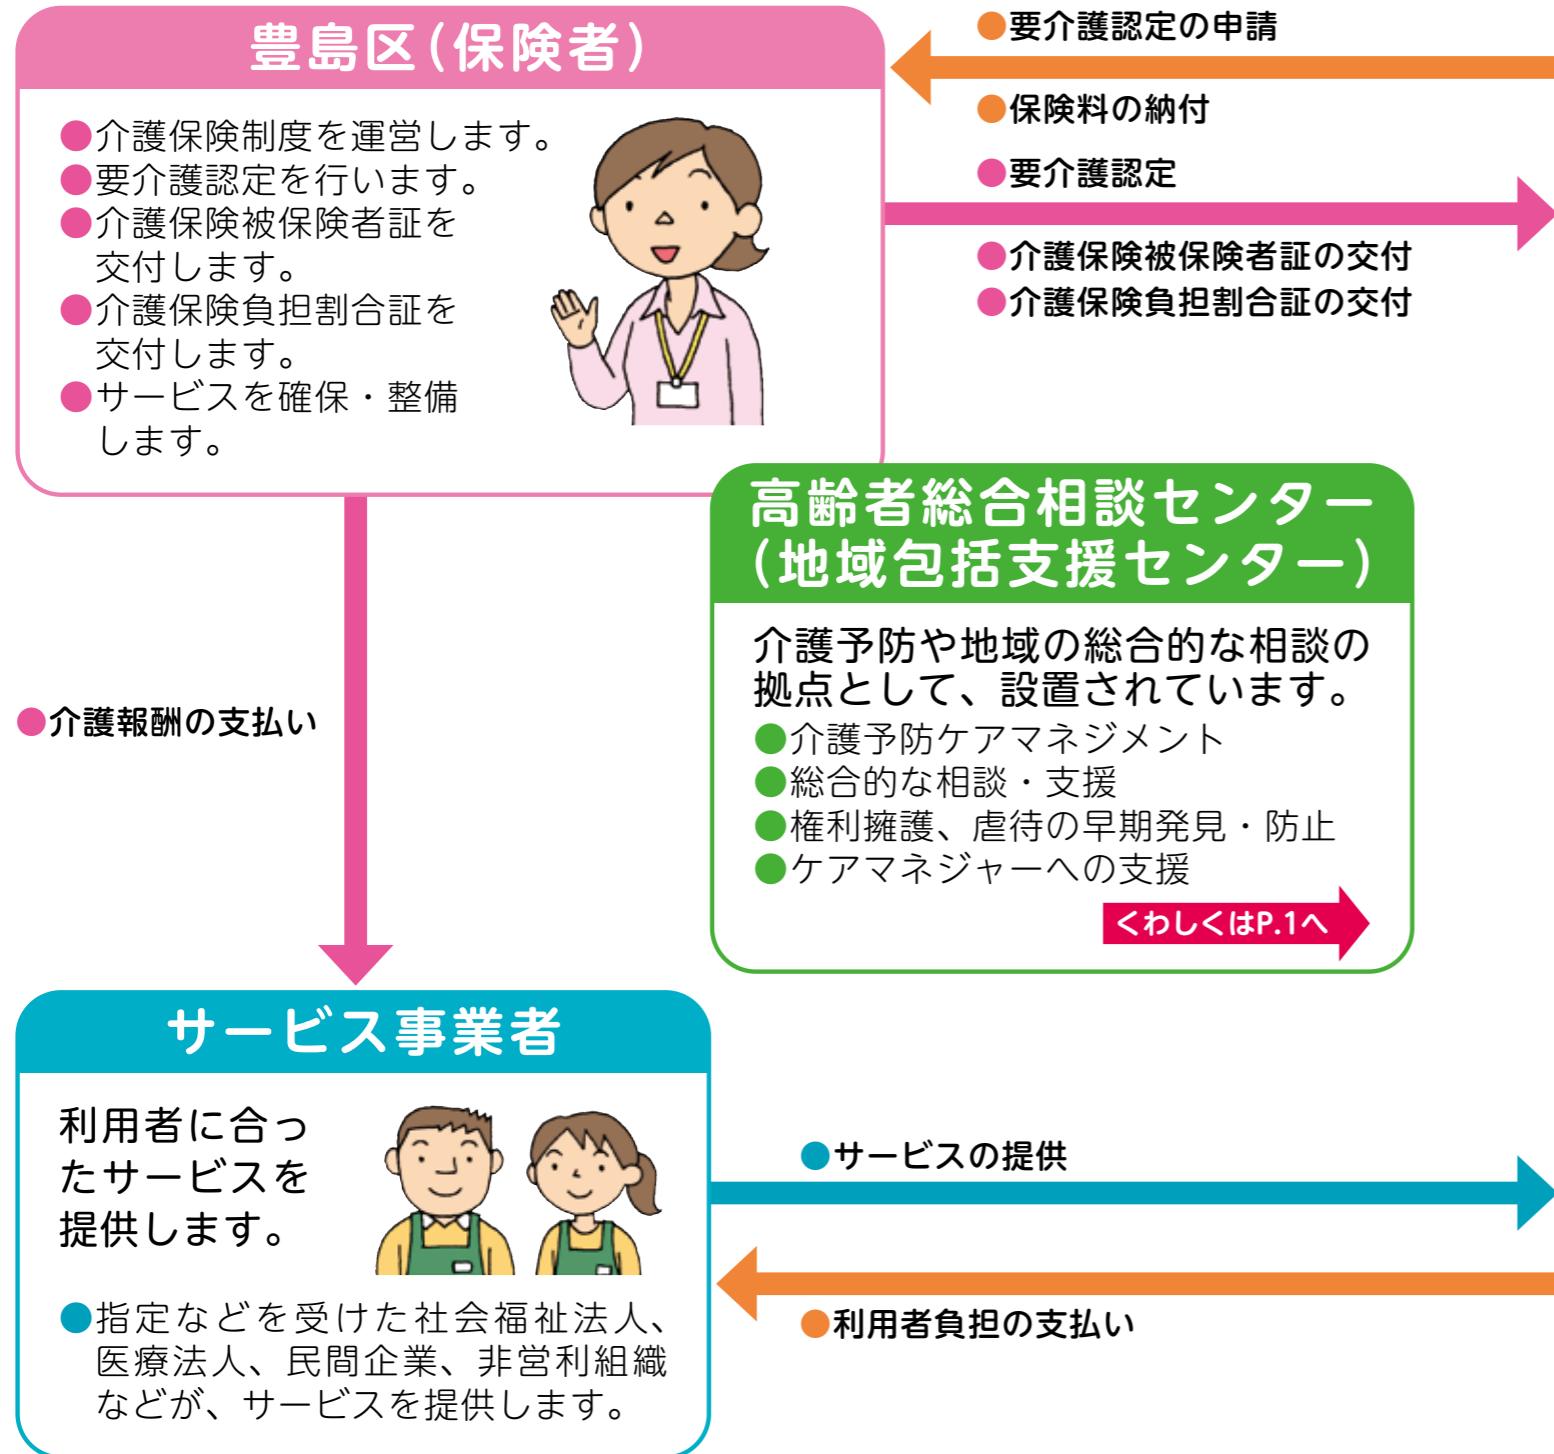 豊島区(保険者)
●介護保険制度を運営します。
●要介護認定を行います。
●介護保険被保険者証を
交付します。
●介護保険負担割合証を
交付します。
●サービスを確保・整備
します。
●要介護認定の申請
●保険料の納付
●要介護認定
●介護保険被保険者証の交付
●介護保険負担割合証の交付
高齢者総合相談センター
(地域包括支援センター)
介護予防や地域の総合的な相談の
拠点として、設置されています。
●介護予防ケアマネジメント
●総合的な相談・支援
●権利擁護、虐待の早期発見・防止
●ケアマネジャーへの支援
くわしくはP.1へ
●介護報酬の支払い
サービス事業者
利用者に合っ
たサービスを
提供します。
●指定などを受けた社会福祉法人、
医療法人、民間企業、非営利組織
などが、サービスを提供します。
●サービスの提供
●利用者負担の支払い